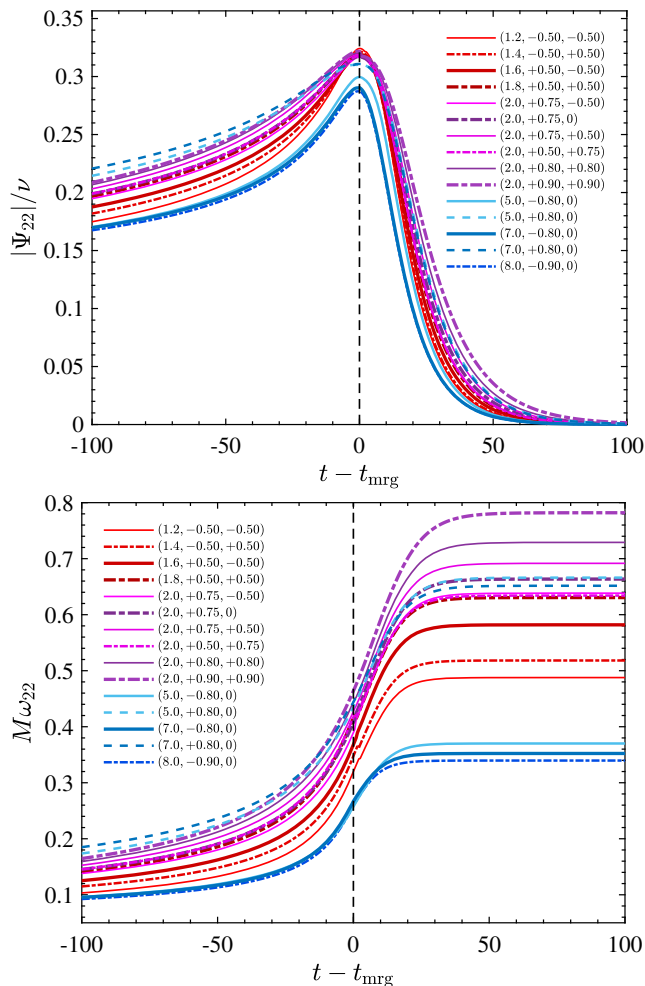 0.35
0.3
0.25
0.2
0.15
0.1
0.05
0
|Ψ22|/ν
(1.2, −0.50, −0.50)
(1.4, −0.50, +0.50)
(1.6, +0.50, −0.50)
(1.8, +0.50, +0.50)
(2.0, +0.75, −0.50)
(2.0, +0.75, 0)
(2.0, +0.75, +0.50)
(2.0, +0.50, +0.75)
(2.0, +0.80, +0.80)
(2.0, +0.90, +0.90)
(5.0, −0.80, 0)
(5.0, +0.80, 0)
(7.0, −0.80, 0)
(7.0, +0.80, 0)
(8.0, −0.90, 0)
-100 -50 0 50 100
t − tmrg
0.8
0.7
0.6
0.5
0.4
0.3
0.2
0.1
Mω22
(1.2, −0.50, −0.50)
(1.4, −0.50, +0.50)
(1.6, +0.50, −0.50)
(1.8, +0.50, +0.50)
(2.0, +0.75, −0.50)
(2.0, +0.75, 0)
(2.0, +0.75, +0.50)
(2.0, +0.50, +0.75)
(2.0, +0.80, +0.80)
(2.0, +0.90, +0.90)
(5.0, −0.80, 0)
(5.0, +0.80, 0)
(7.0, −0.80, 0)
(7.0, +0.80, 0)
(8.0, −0.90, 0)
-100 -50 0 50 100
t − tmrg